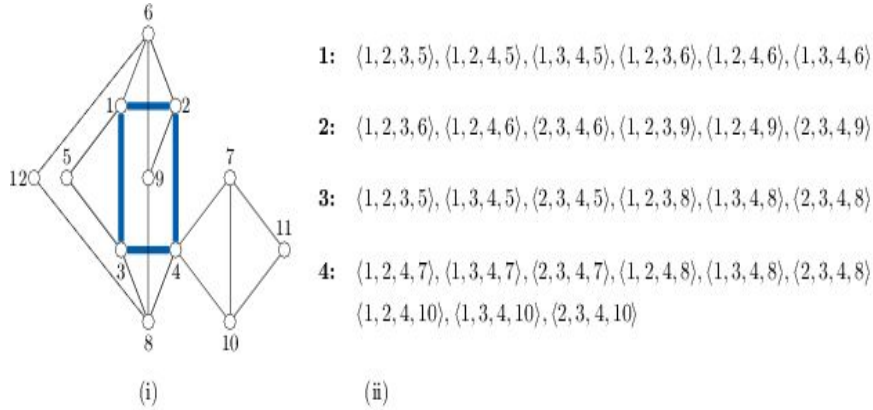 6
1
2
12
5
9
7
11
3
4
8
10
(i)
1: ⟨1, 2, 3, 5⟩, ⟨1, 2, 4, 5⟩, ⟨1, 3, 4, 5⟩, ⟨1, 2, 3, 6⟩, ⟨1, 2, 4, 6⟩, ⟨1, 3, 4, 6⟩
2: ⟨1, 2, 3, 6⟩, ⟨1, 2, 4, 6⟩, ⟨2, 3, 4, 6⟩, ⟨1, 2, 3, 9⟩, ⟨1, 2, 4, 9⟩, ⟨2, 3, 4, 9⟩
3: ⟨1, 2, 3, 5⟩, ⟨1, 3, 4, 5⟩, ⟨2, 3, 4, 5⟩, ⟨1, 2, 3, 8⟩, ⟨1, 3, 4, 8⟩, ⟨2, 3, 4, 8⟩
4: ⟨1, 2, 4, 7⟩, ⟨1, 3, 4, 7⟩, ⟨2, 3, 4, 7⟩, ⟨1, 2, 4, 8⟩, ⟨1, 3, 4, 8⟩, ⟨2, 3, 4, 8⟩
⟨1, 2, 4, 10⟩, ⟨1, 3, 4, 10⟩, ⟨2, 3, 4, 10⟩
(ii)